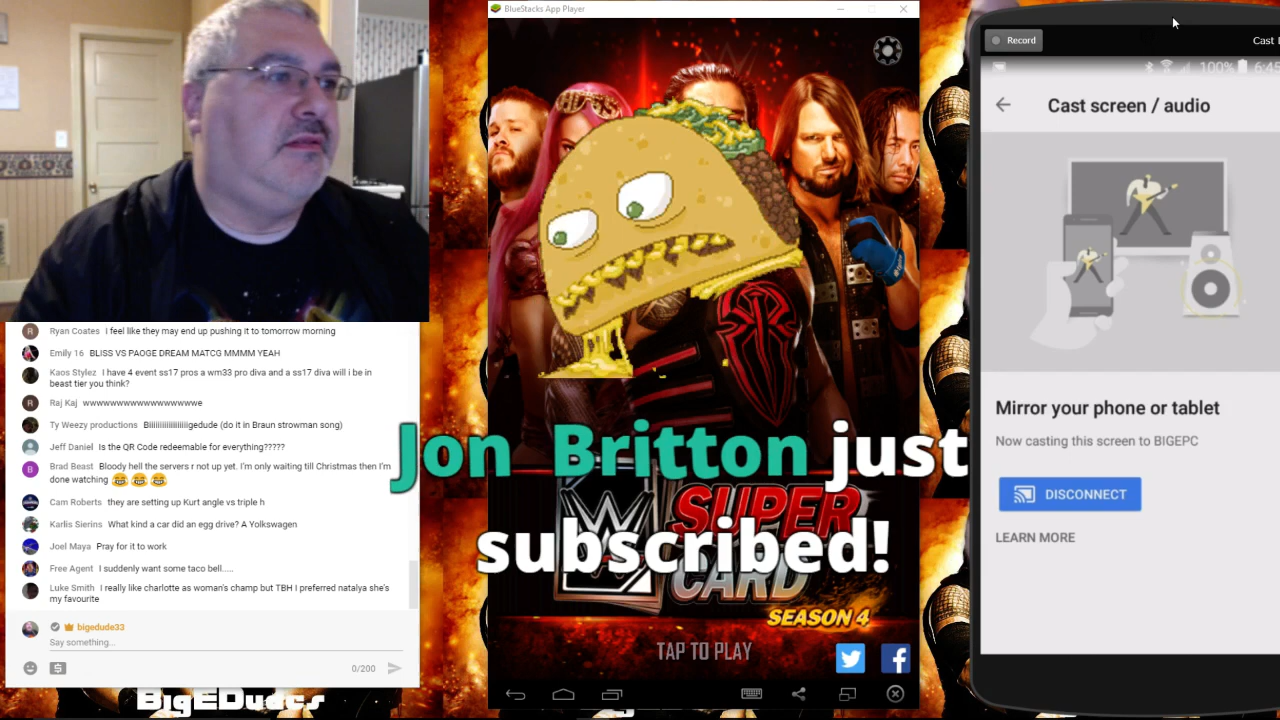 BlueStacks App Player
Record
Cast
100%
6:45
Cast screen / audio
Ryan Coates I feel like they may end up pushing it to tomorrow morning
Emily 16 BLISS VS PAOGE DREAM MATCG MMMM YEAH
Kaos Stylez I have 4 event ss17 pros a wm33 pro diva and a ss17 diva will i be in
beast tier you think?
Raj Kaj wwwwwwwwwwwwwwwwwe
Ty Weezy productions Biiiiiiiiiiiiiiiiigedude (do it in Braun strowman song)
Jeff Daniel Is the QR Code redeemable for everything?????
Brad Beast Bloody hell the servers r not up yet. I'm only waiting till Christmas then I'm
done watching
Cam Roberts they are setting up Kurt angle vs triple h
Karlis Sierins What kind a car did an egg drive? A Yolkswagen
Joel Maya Pray for it to work
Free Agent I suddenly want some taco bell.....
Luke Smith I really like charlotte as woman's champ but TBH I preferred natalya she's
my favourite
bigedude33
Say something...
0/200
BigEDudes
Jon Britton just
subscribed!
SUPER
CARD
SEASON 4
TAP TO PLAY
Mirror your phone or tablet
Now casting this screen to BIGEPC
DISCONNECT
LEARN MORE